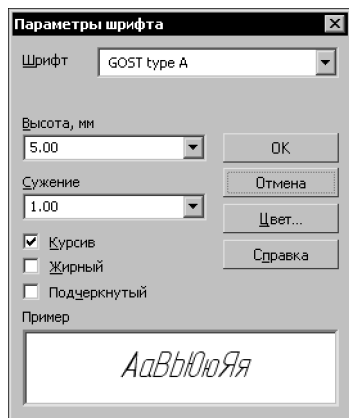 Параметры шрифта
Шрифт GOST type A
Высота, мм
5.00 OK
Сужение Отмена
1.00 Цвет...
Курсив Справка
Жирный
Подчеркнутый
Пример
АаВЫЮюЯя